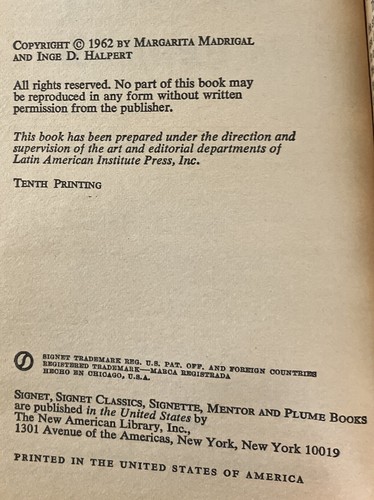 COPYRIGHT © 1962 BY MARGARITA MADRIGAL
AND INGE D. HALPERT
All rights reserved. No part of this book may
be reproduced in any form without written
permission from the publisher.
This book has been prepared under the direction and
supervision of the art and editorial departments of
Latin American Institute Press, Inc.
TENTH PRINTING
SIGNET TRADEMARK REG. U.S. PAT. OFF. AND FOREIGN COUNTRIES
REGISTERED TRADEMARK—MARCA REGISTRADA
HECHO EN CHICAGO, U.S.A.
SIGNET, SIGNET CLASSICS, SIGNETTE, MENTOR AND PLUME BOOKS
are published in the United States by
The New American Library, Inc.,
1301 Avenue of the Americas, New York, New York 10019
PRINTED IN THE UNITED STATES OF AMERICA